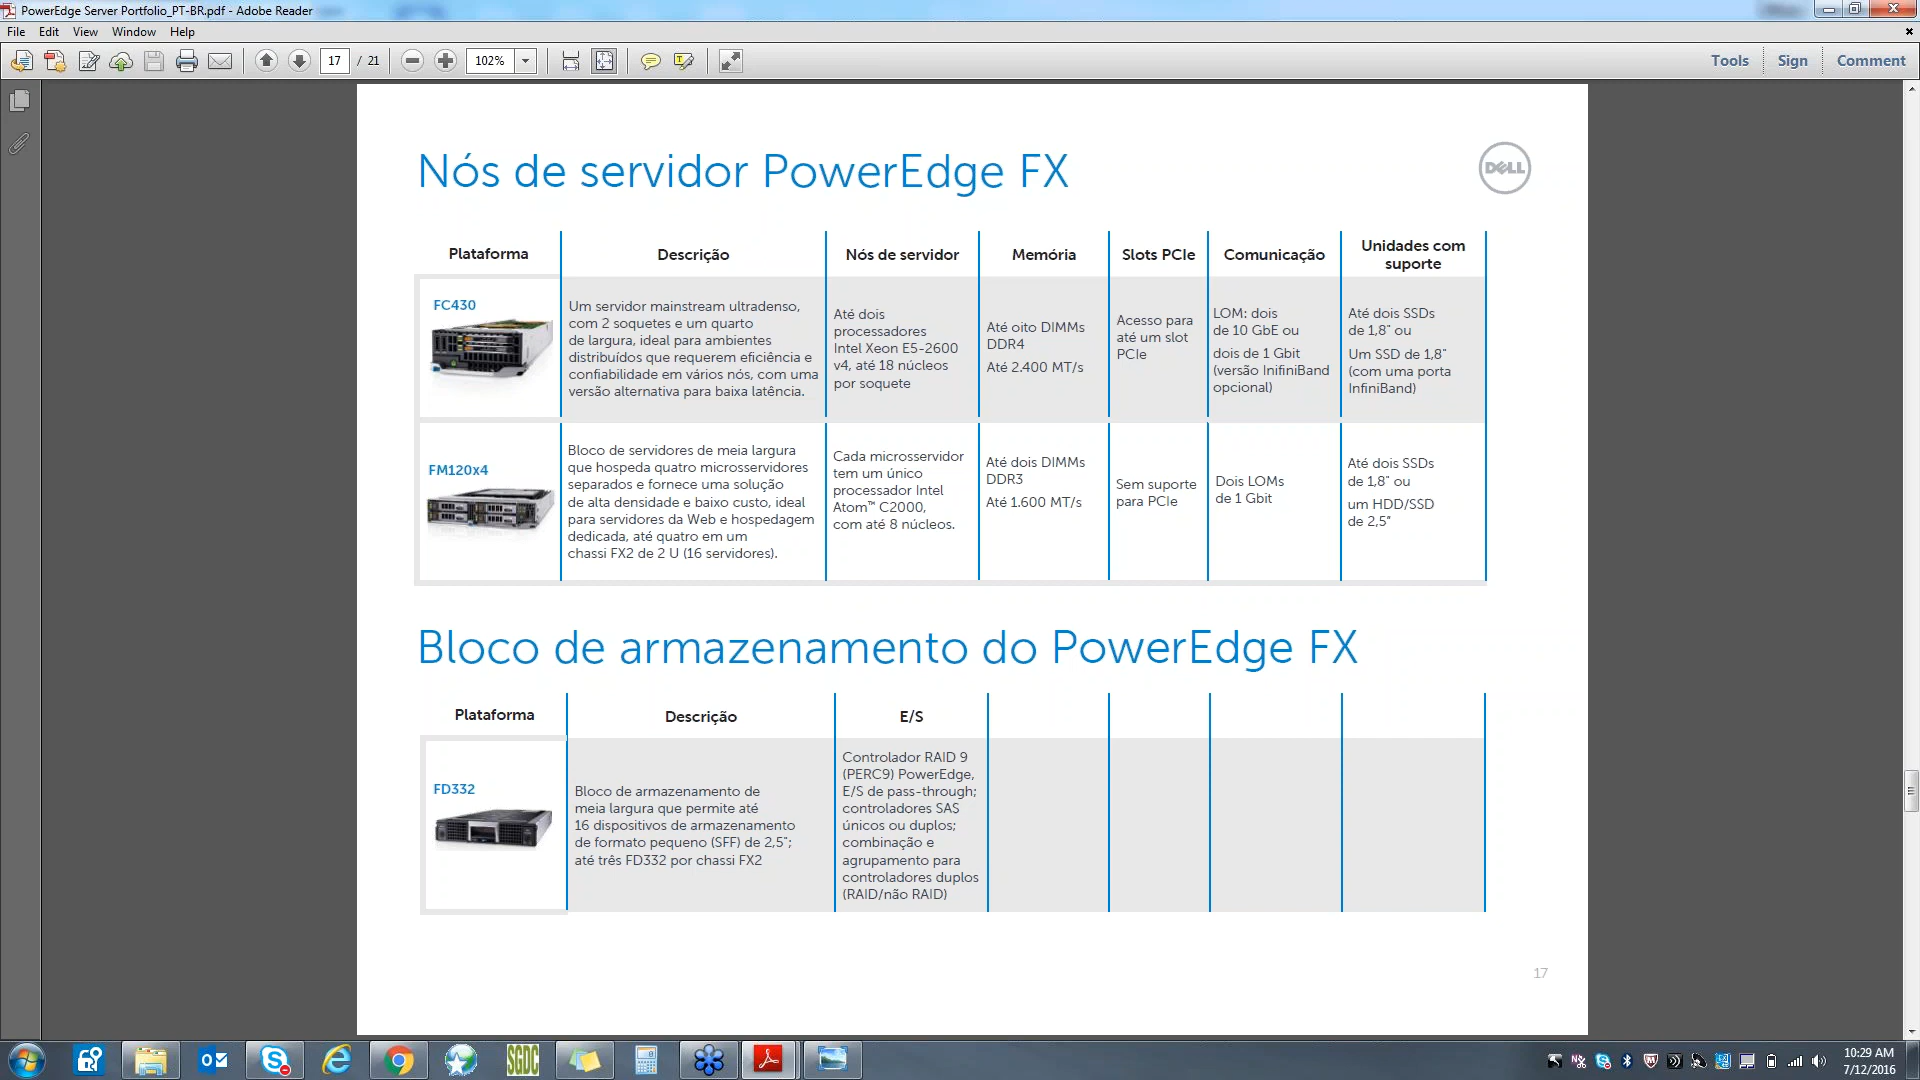 PowerEdge Server Portfolio_PT-BR.pdf - Adobe Reader
File Edit View Window Help
17 / 21 102% Tools Sign Comment
Nós de servidor PowerEdge FX
DELL
Plataforma Descrição Nós de servidor Memória Slots PCIe Comunicação Unidades com suporte
FC430
Um servidor mainstream ultradenso,
com 2 soquetes e um quarto
de largura, ideal para ambientes
distribuídos que requerem eficiência e
confiabilidade em vários nós, com uma
versão alternativa para baixa latência.
Até dois
processadores
Intel Xeon E5-2600
v4, até 18 núcleos
por soquete
Até oito DIMMs
DDR4
Até 2.400 MT/s
Acesso para
até um slot
PCIe
LOM: dois
de 10 GbE ou
dois de 1 Gbit
(versão InifiniBand
opcional)
Até dois SSDs
de 1,8" ou
Um SSD de 1,8"
(com uma porta
InfiniBand)
FM120x4
Bloco de servidores de meia largura
que hospeda quatro microsservidores
separados e fornece uma solução
de alta densidade e baixo custo, ideal
para servidores da Web e hospedagem
dedicada, até quatro em um
chassi FX2 de 2 U (16 servidores).
Cada microsservidor
tem um único
processador Intel
Atom™ C2000,
com até 8 núcleos.
Até dois DIMMs
DDR3
Até 1.600 MT/s
Sem suporte
para PCIe
Dois LOMs
de 1 Gbit
Até dois SSDs
de 1,8" ou
um HDD/SSD
de 2,5"
Bloco de armazenamento do PowerEdge FX
Plataforma Descrição E/S
FD332
Bloco de armazenamento de
meia largura que permite até
16 dispositivos de armazenamento
de formato pequeno (SFF) de 2,5";
até três FD332 por chassi FX2
Controlador RAID 9
(PERC9) PowerEdge,
E/S de pass-through;
controladores SAS
únicos ou duplos;
combinação e
agrupamento para
controladores duplos
(RAID/não RAID)
17
SGDC
10:29 AM
7/12/2016